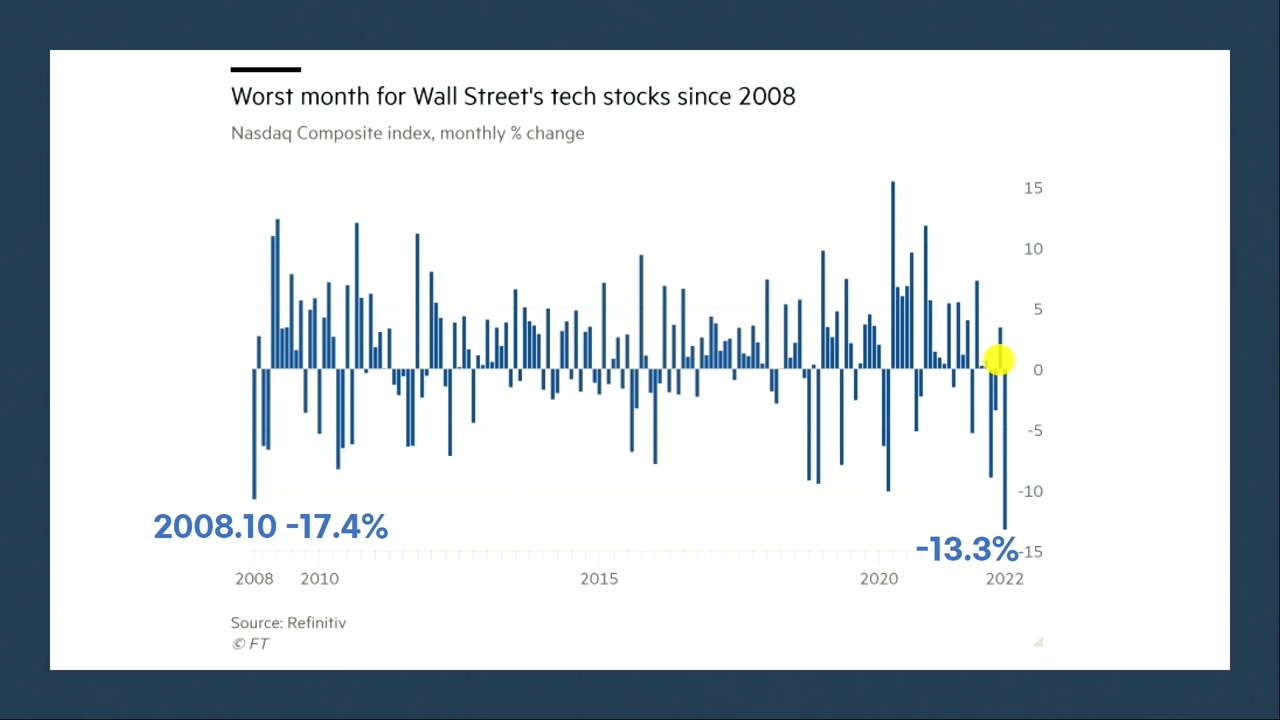 Worst month for Wall Street's tech stocks since 2008
Nasdaq Composite index, monthly % change
15
10
5
0
-5
-10
2008.10 -17.4%
-13.3%
-15
2008 2010 2015 2020 2022
Source: Refinitiv
© FT